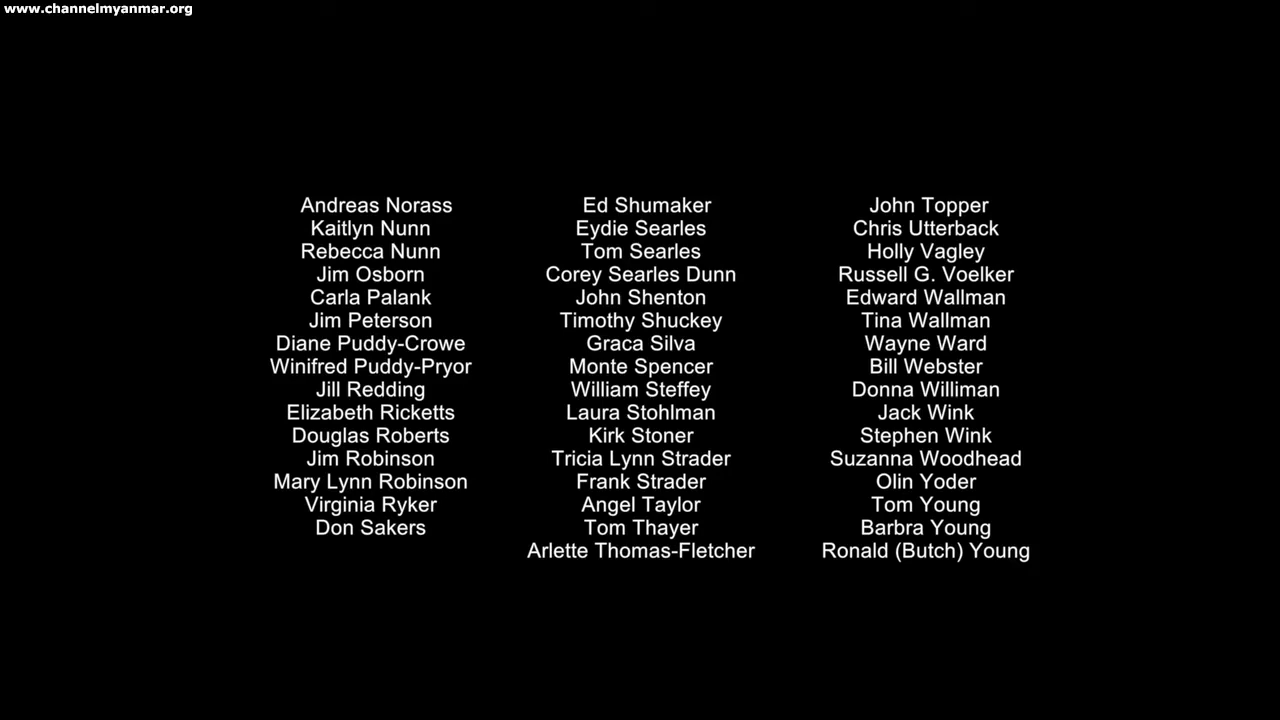 www.channelmyanmar.org
Andreas Norass
Kaitlyn Nunn
Rebecca Nunn
Jim Osborn
Carla Palank
Jim Peterson
Diane Puddy-Crowe
Winifred Puddy-Pryor
Jill Redding
Elizabeth Ricketts
Douglas Roberts
Jim Robinson
Mary Lynn Robinson
Virginia Ryker
Don Sakers
Ed Shumaker
Eydie Searles
Tom Searles
Corey Searles Dunn
John Shenton
Timothy Shuckey
Graca Silva
Monte Spencer
William Steffey
Laura Stohlman
Kirk Stoner
Tricia Lynn Strader
Frank Strader
Angel Taylor
Tom Thayer
Arlette Thomas-Fletcher
John Topper
Chris Utterback
Holly Vagley
Russell G. Voelker
Edward Wallman
Tina Wallman
Wayne Ward
Bill Webster
Donna Williman
Jack Wink
Stephen Wink
Suzanna Woodhead
Olin Yoder
Tom Young
Barbra Young
Ronald (Butch) Young